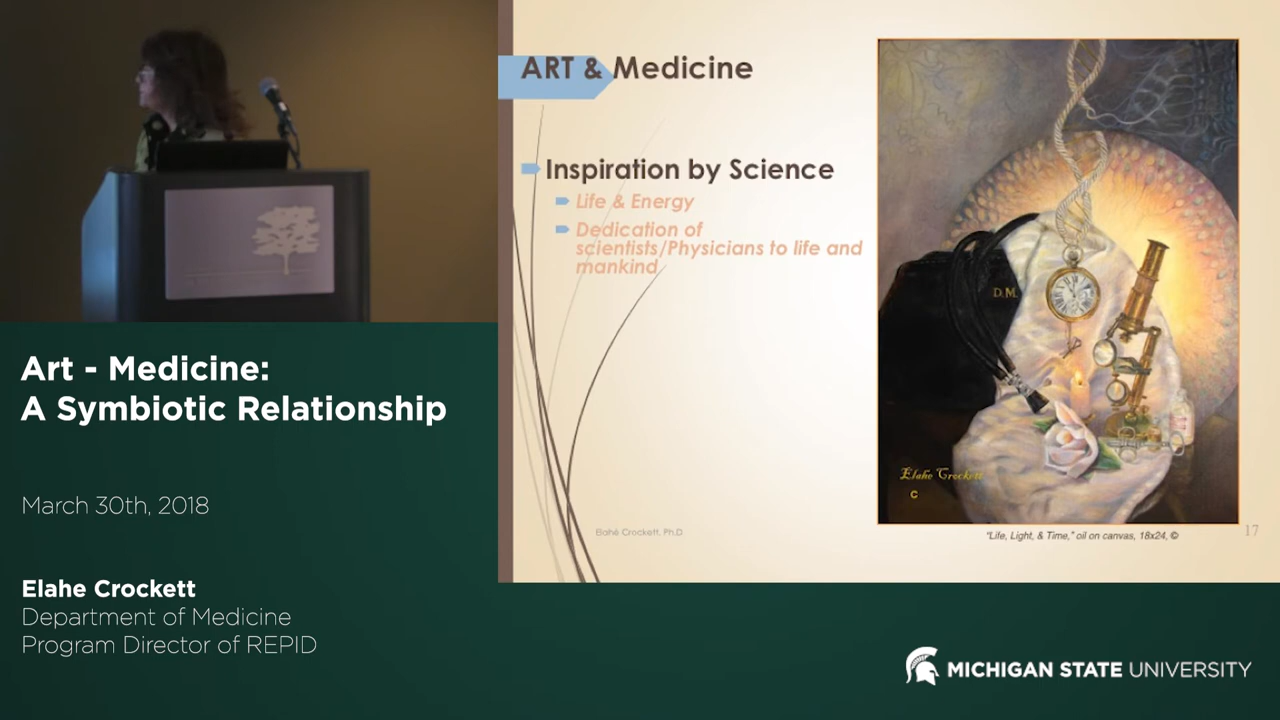 ART & Medicine
Inspiration by Science
Life & Energy
Dedication of
scientists/Physicians to life and
mankind
D.M.
Elahe Crockett
C
Elahé Crockett, Ph.D
"Life, Light, & Time," oil on canvas, 18x24, ©
17
Art - Medicine:
A Symbiotic Relationship
March 30th, 2018
Elahe Crockett
Department of Medicine
Program Director of REPID
MICHIGAN STATE UNIVERSITY